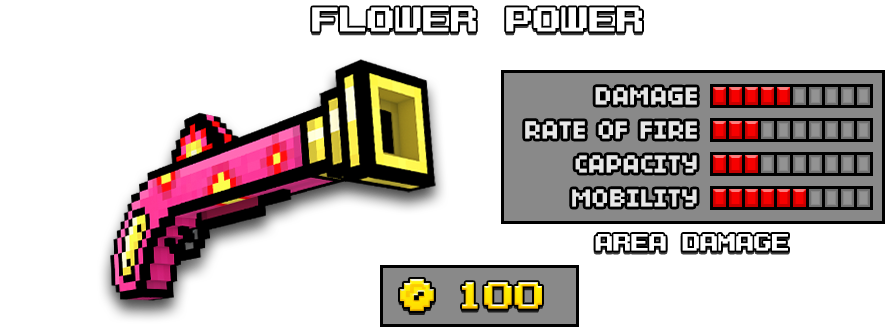 FLOWER POWER
DAMAGE
RATE OF FIRE
CAPACITY
MOBILITY
AREA DAMAGE
100